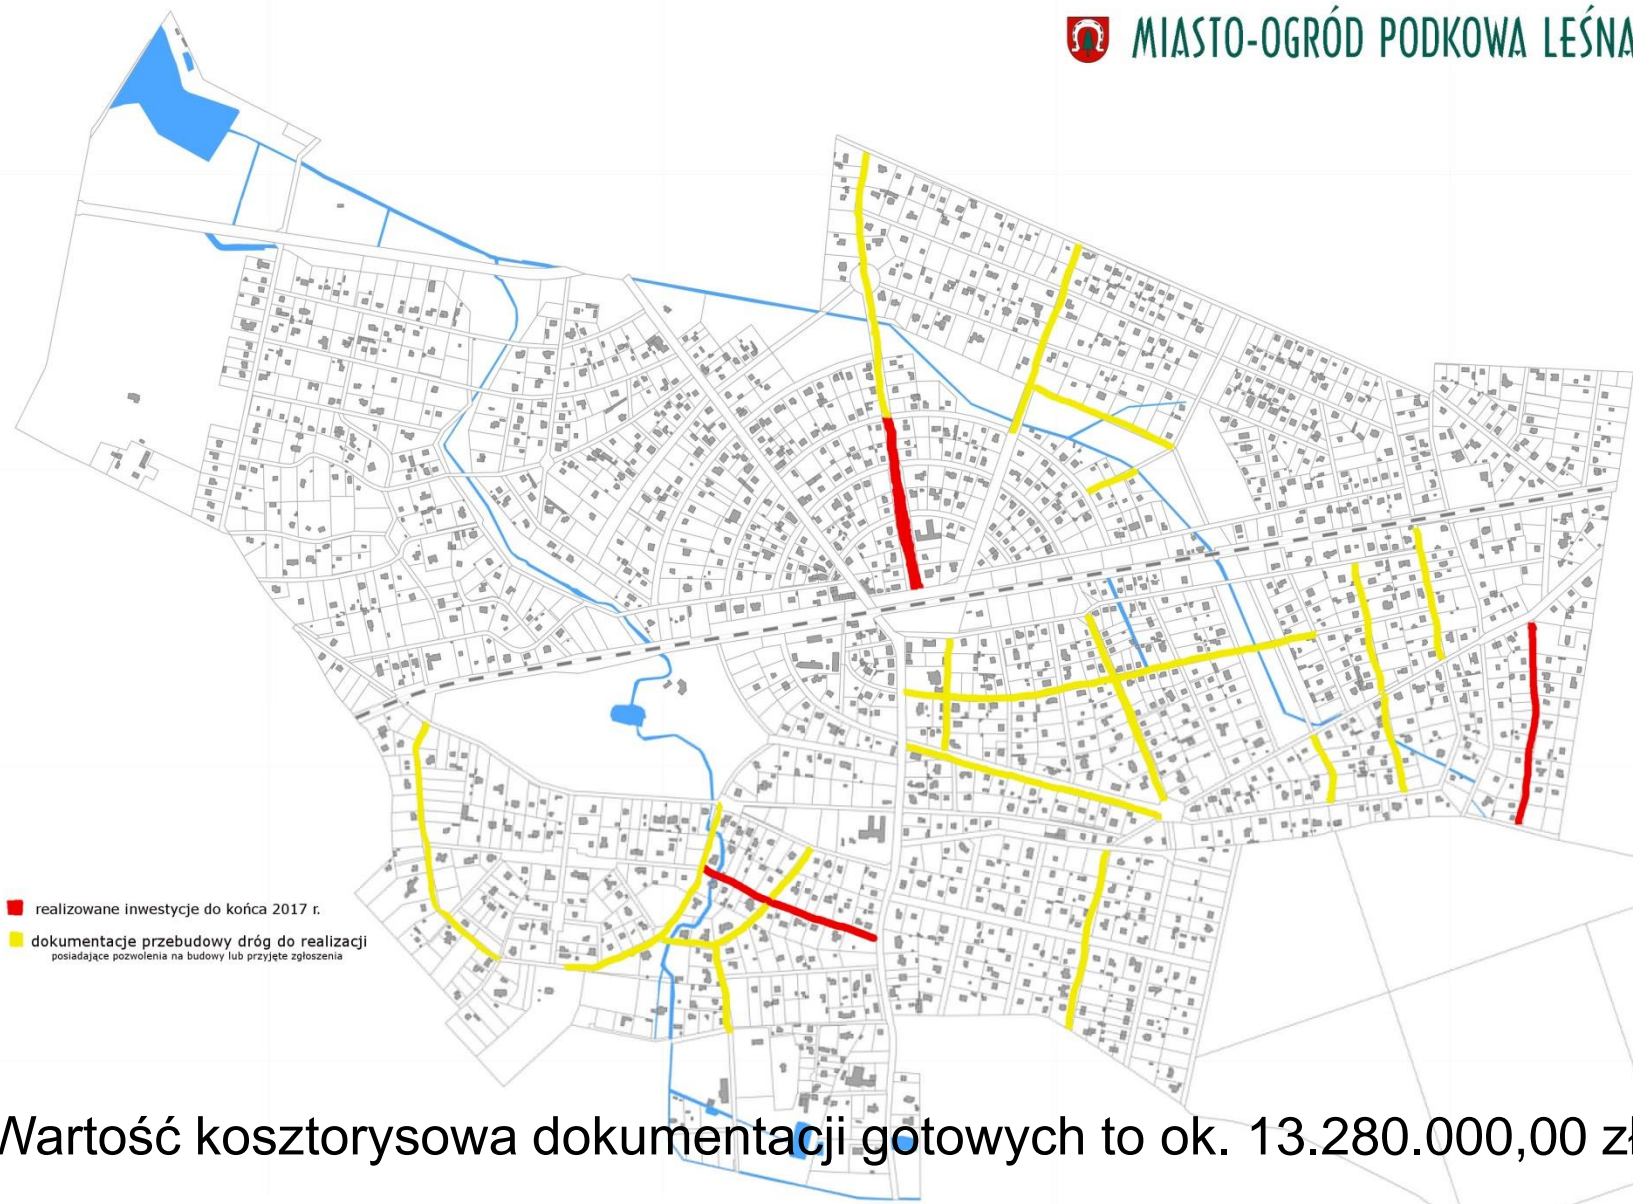 MIASTO-OGRÓD PODKOWA LEŚNA
realizowane inwestycje do końca 2017 r.
dokumentacje przebudowy dróg do realizacji
posiadające pozwolenia na budowy lub przyjęte zgłoszenia
Wartość kosztorysowa dokumentacji gotowych to ok. 13.280.000,00 zł